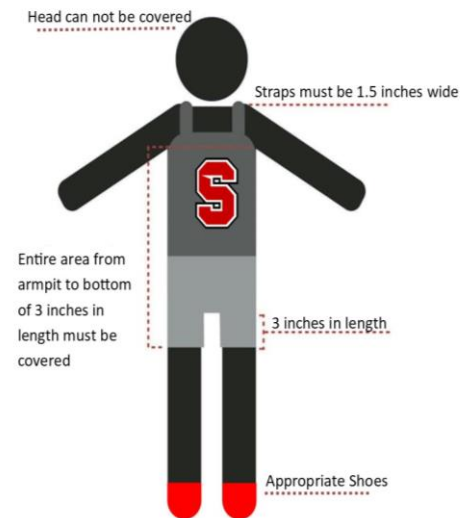 Head can not be covered
Straps must be 1.5 inches wide
S
Entire area from
armpit to bottom
of 3 inches in
length must be
covered
3 inches in length
Appropriate Shoes